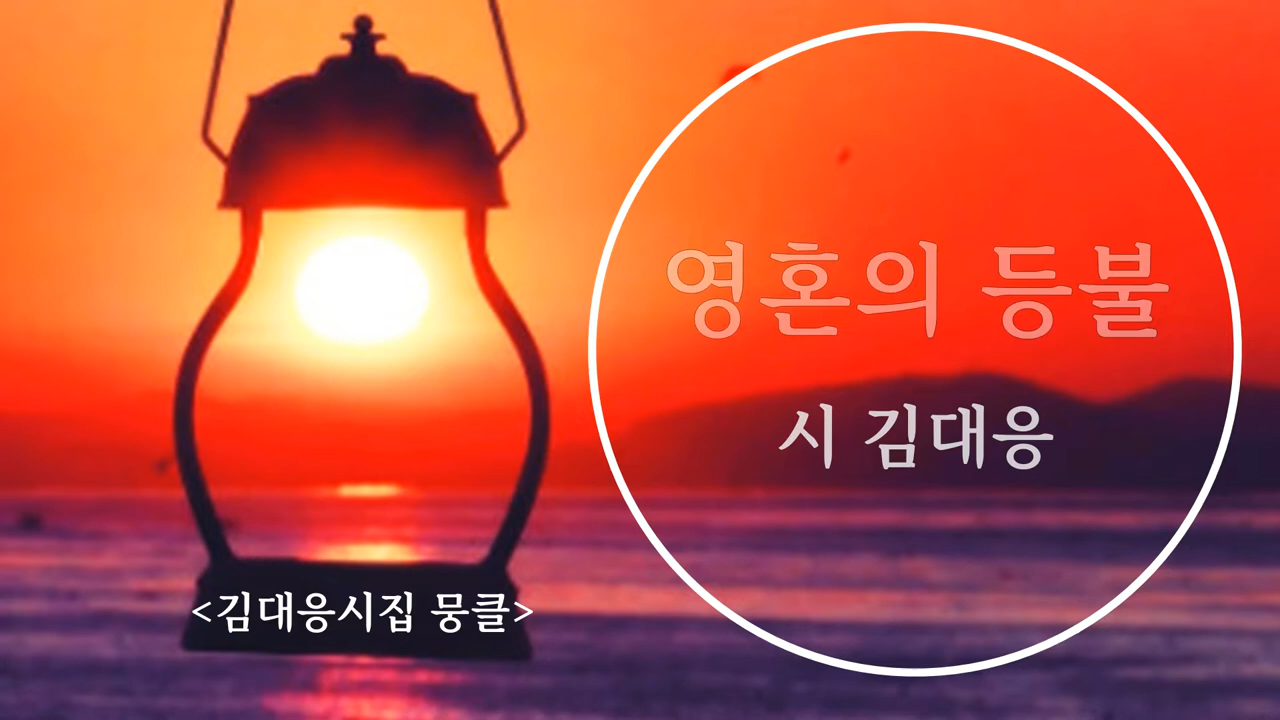 영혼의 등불
시 김대응
<김대응시집 뭉클>